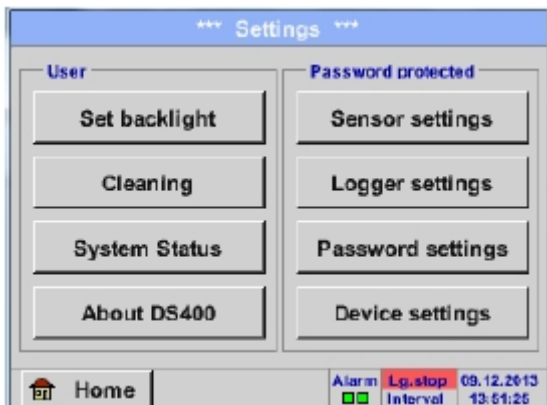 *** Settings ***
User
Set backlight
Cleaning
System Status
About DS400
Password protected
Sensor settings
Logger settings
Password settings
Device settings
Home
Alarm
Lg.stop
Interval
09.12.2013
13:51:25